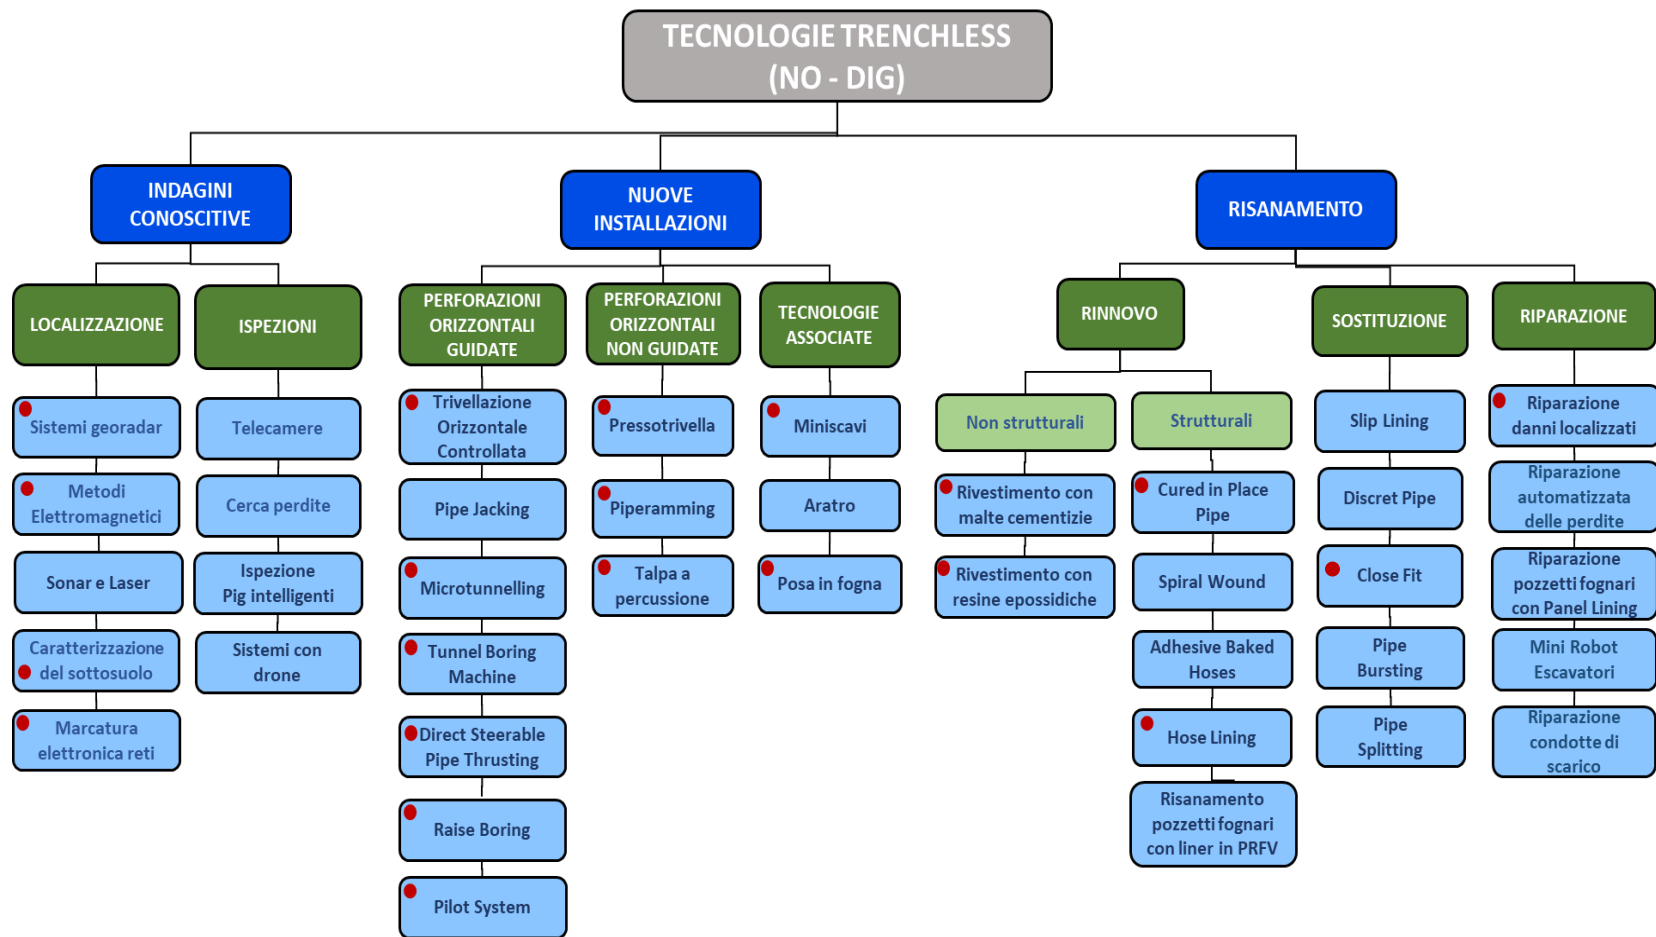 TECNOLOGIE TRENCHLESS
(NO - DIG)
INDAGINI
CONOSCITIVE
NUOVE
INSTALLAZIONI
RISANAMENTO
LOCALIZZAZIONE
ISPEZIONI
PERFORAZIONI
ORIZZONTALI
GUIDATE
PERFORAZIONI
ORIZZONTALI
NON GUIDATE
TECNOLOGIE
ASSOCIATE
RINNOVO
SOSTITUZIONE
RIPARAZIONE
Sistemi georadar
Metodi
Elettromagnetici
Sonar e Laser
Caratterizzazione
del sottosuolo
Marcatura
elettronica reti
Telecamere
Cerca perdite
Ispezione
Pig intelligenti
Sistemi con
drone
Trivellazione
Orizzontale
Controllata
Pipe Jacking
Microtunnelling
Tunnel Boring
Machine
Direct Steerable
Pipe Thrusting
Raise Boring
Pilot System
Pressotrivella
Piperamming
Talpa a
percussione
Miniscavi
Aratro
Posa in fogna
Non strutturali
Rivestimento con
malte cementizie
Rivestimento con
resine epossidiche
Strutturali
Cured in Place
Pipe
Spiral Wound
Adhesive Baked
Hoses
Hose Lining
Risanamento
pozzetti fognari
con liner in PRFV
Slip Lining
Discret Pipe
Close Fit
Pipe
Bursting
Pipe
Splitting
Riparazione
danni localizzati
Riparazione
automatizzata
delle perdite
Riparazione
pozzetti fognari
con Panel Lining
Mini Robot
Escavatori
Riparazione
condotte di
scarico